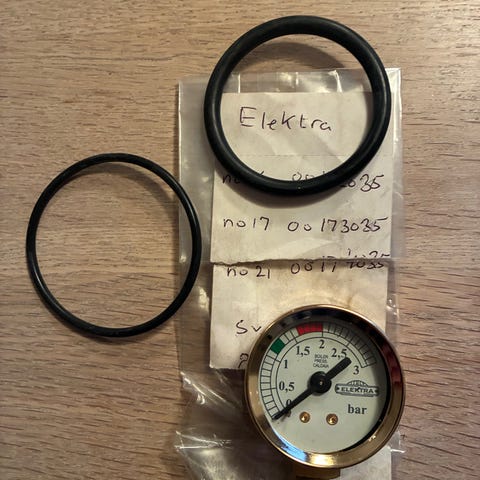 Elektra
no17 00173035
no21
0
0,5
1
1,5
2
2,5
3
BOILER
PRESS
CALDAIA
ELEKTRA
bar